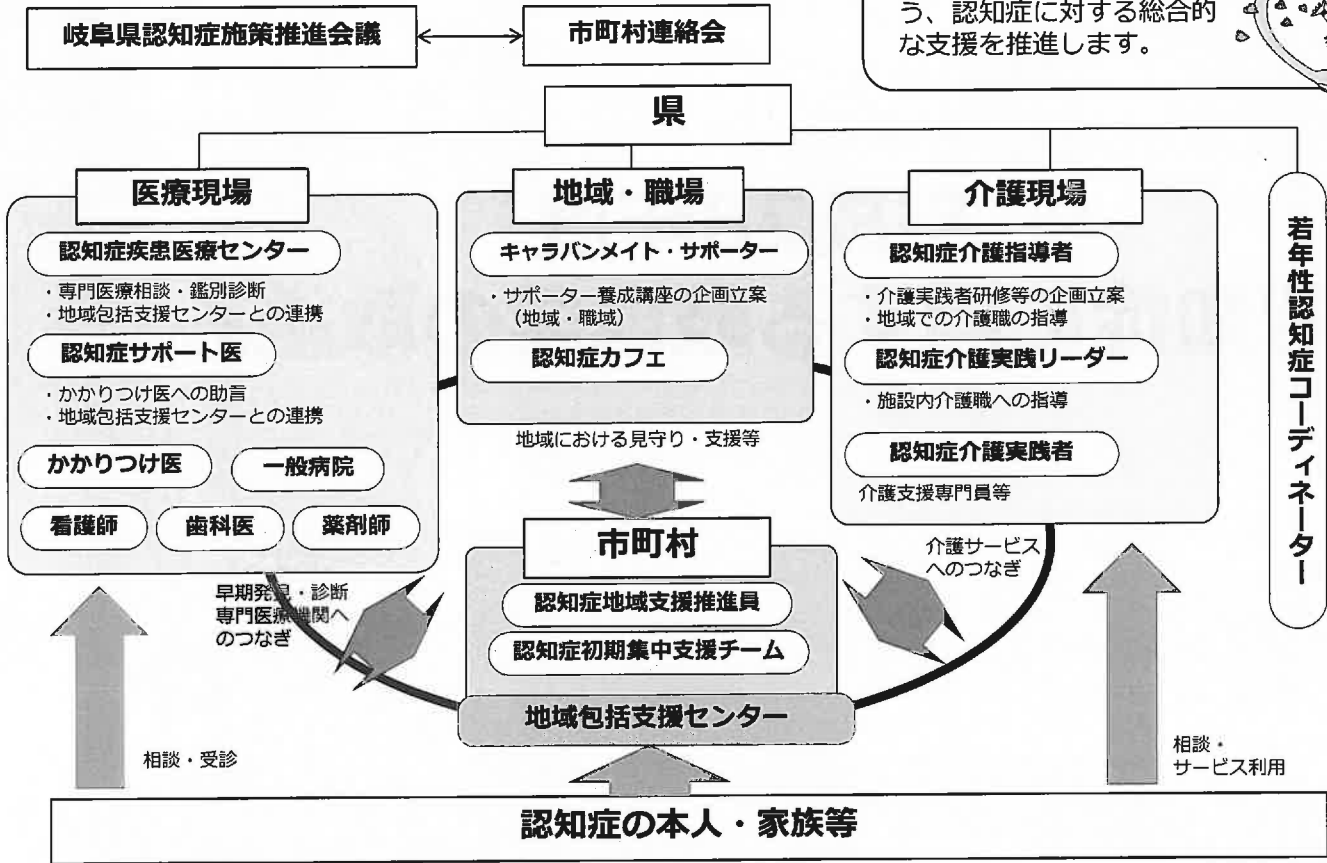 う、認知症に対する総合的
な支援を推進します。
岐阜県認知症施策推進会議
市町村連絡会
県
医療現場
認知症疾患医療センター
・専門医療相談・鑑別診断
・地域包括支援センターとの連携
認知症サポート医
・かかりつけ医への助言
・地域包括支援センターとの連携
かかりつけ医
一般病院
看護師
歯科医
薬剤師
地域・職場
キャラバンメイト・サポーター
・サポーター養成講座の企画立案
(地域・職域)
認知症カフェ
地域における見守り・支援等
介護現場
認知症介護指導者
・介護実践者研修等の企画立案
・地域での介護職の指導
認知症介護実践リーダー
・施設内介護職への指導
認知症介護実践者
介護支援専門員等
若年性認知症コーディネーター
市町村
認知症地域支援推進員
認知症初期集中支援チーム
地域包括支援センター
早期発見・診断
専門医療機関へ
のつなぎ
介護サービス
へのつなぎ
相談・受診
相談・
サービス利用
認知症の本人・家族等